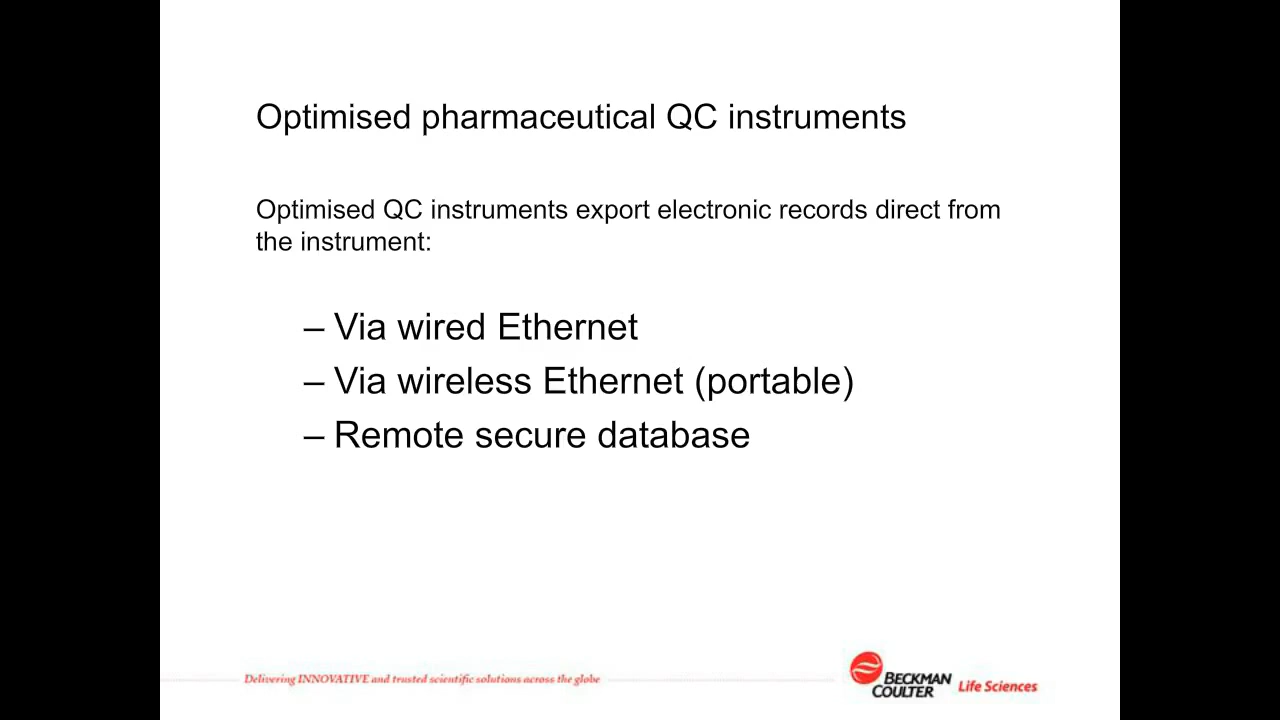 Optimised pharmaceutical QC instruments
Optimised QC instruments export electronic records direct from
the instrument:
– Via wired Ethernet
– Via wireless Ethernet (portable)
– Remote secure database
Delivering INNOVATIVE and trusted scientific solutions across the globe
BECKMAN
COULTER
Life Sciences